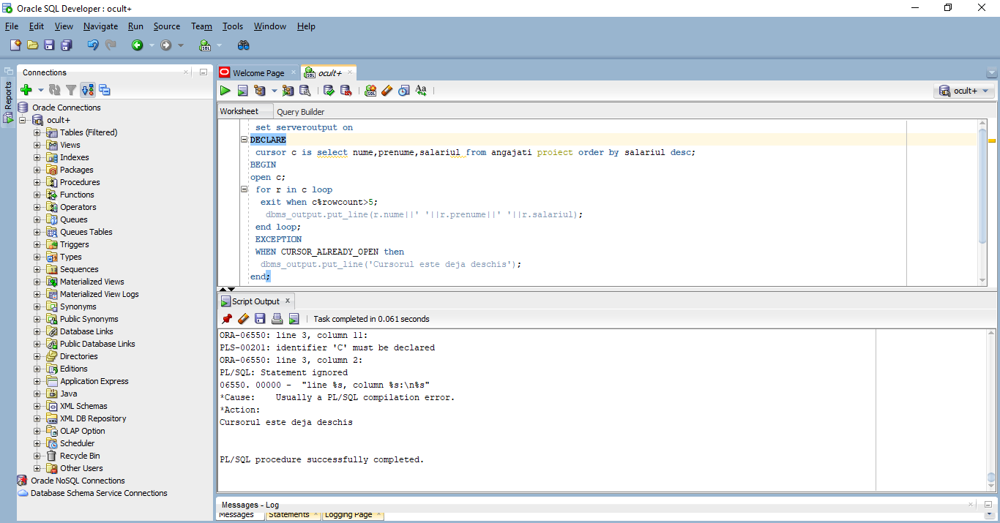 Oracle SQL Developer : ocult+
File Edit View Navigate Run Source Team Tools Window Help
Reports
Connections
Oracle Connections
ocult+
Tables (Filtered)
Views
Indexes
Packages
Procedures
Functions
Operators
Queues
Queues Tables
Triggers
Types
Sequences
Materialized Views
Materialized View Logs
Synonyms
Public Synonyms
Database Links
Public Database Links
Directories
Editions
Application Express
Java
XML Schemas
XML DB Repository
OLAP Option
Scheduler
Recycle Bin
Other Users
Oracle NoSQL Connections
Database Schema Service Connections
Welcome Page ocult+
ocult+
Worksheet Query Builder
set serveroutput on
DECLARE
cursor c is select nume,prenume,salariul from angajati proiect order by salariul desc;
BEGIN
open c;
for r in c loop
exit when c%rowcount>5;
dbms_output.put_line(r.nume||' '||r.prenume||' '||r.salariul);
end loop;
EXCEPTION
WHEN CURSOR_ALREADY_OPEN then
dbms_output.put_line('Cursorul este deja deschis');
end;
Script Output x
Task completed in 0.061 seconds
ORA-06550: line 3, column 11:
PLS-00201: identifier 'C' must be declared
ORA-06550: line 3, column 2:
PL/SQL: Statement ignored
06550. 00000 - "line %s, column %s:\n%s"
*Cause: Usually a PL/SQL compilation error.
*Action:
Cursorul este deja deschis
PL/SQL procedure successfully completed.
Messages - Log
Messages Statements Logging Page